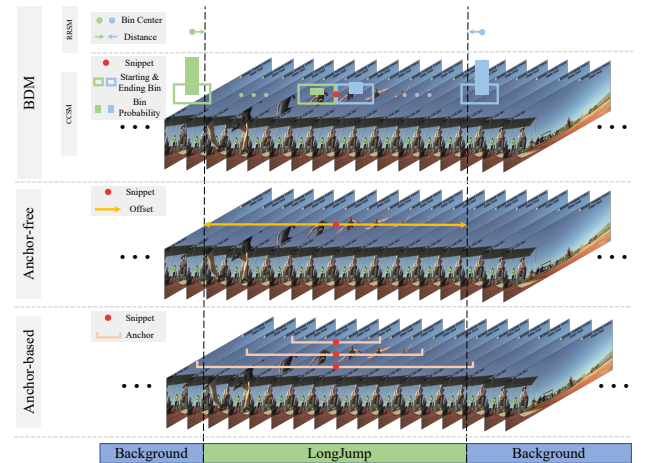 BDM
RRSM
Bin Center
Distance
CCSM
Snippet
Starting &
Ending Bin
Bin
Probability
Anchor-free
Snippet
Offset
Anchor-based
Snippet
Anchor
Background
LongJump
Background